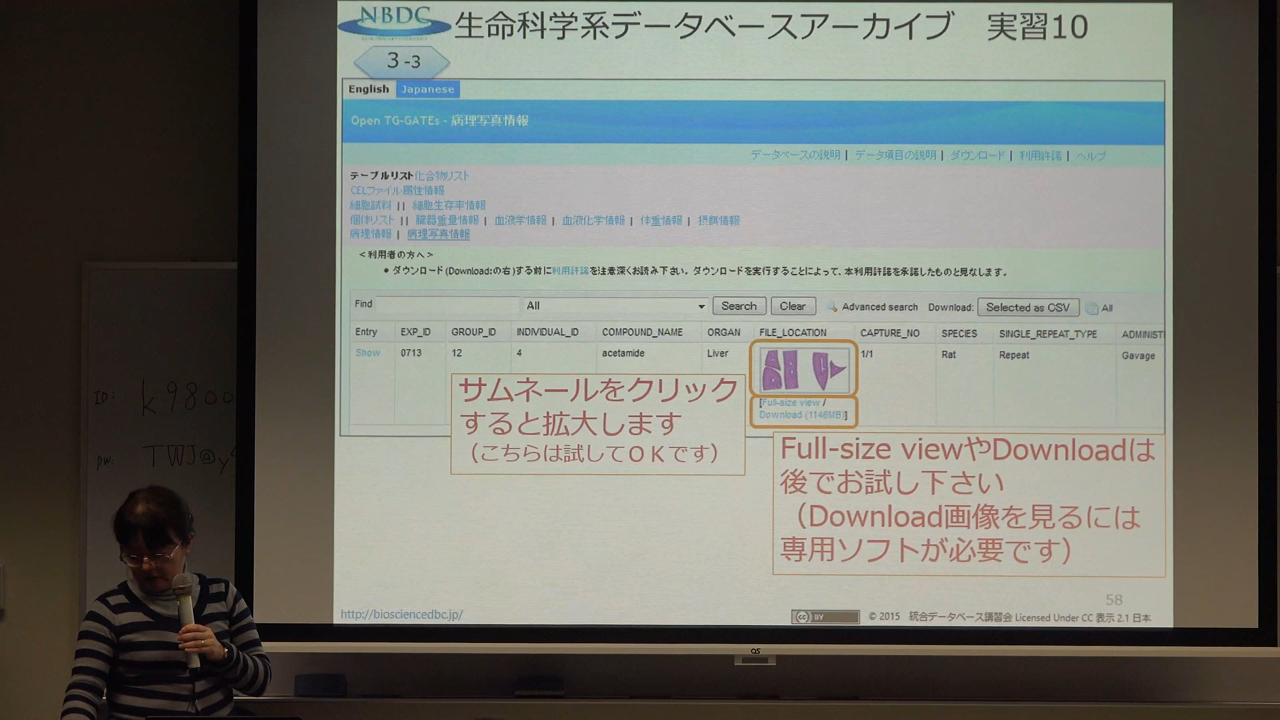 NBDC
生命科学系データベースアーカイブ　実習10
3-3
English Japanese
Open TG-GATEs - 病理写真情報
データベースの説明 | データ項目の説明 | ダウンロード | 利用許諾 | ヘルプ
テーブルリスト化合物リスト
CELファイル属性情報
細胞試料 || 細胞生存率情報
個体リスト || 臓器重量情報 | 血液学情報 | 血液化学情報 | 体重情報 | 摂餌情報
病理情報 | 病理写真情報
<利用者の方へ>
• ダウンロード(Download:の右)する前に利用許諾を注意深くお読み下さい。ダウンロードを実行することによって、本利用許諾を承諾したものと見なします。
Find All Search Clear Advanced search Download: Selected as CSV All
Entry EXP_ID GROUP_ID INDIVIDUAL_ID COMPOUND_NAME ORGAN FILE_LOCATION CAPTURE_NO SPECIES SINGLE_REPEAT_TYPE ADMINIST
Show 0713 12 4 acetamide Liver 1/1 Rat Repeat Gavage
[Full-size view /
Download (1146MB)]
サムネールをクリック
すると拡大します
（こちらは試してＯＫです）
Full-size viewやDownloadは
後でお試し下さい
（Download画像を見るには
専用ソフトが必要です）
58
http://biosciencedbc.jp/
cc BY © 2015 統合データベース講習会 Licensed Under CC 表示 2.1 日本
ID: k9800
pw: TWJ@y